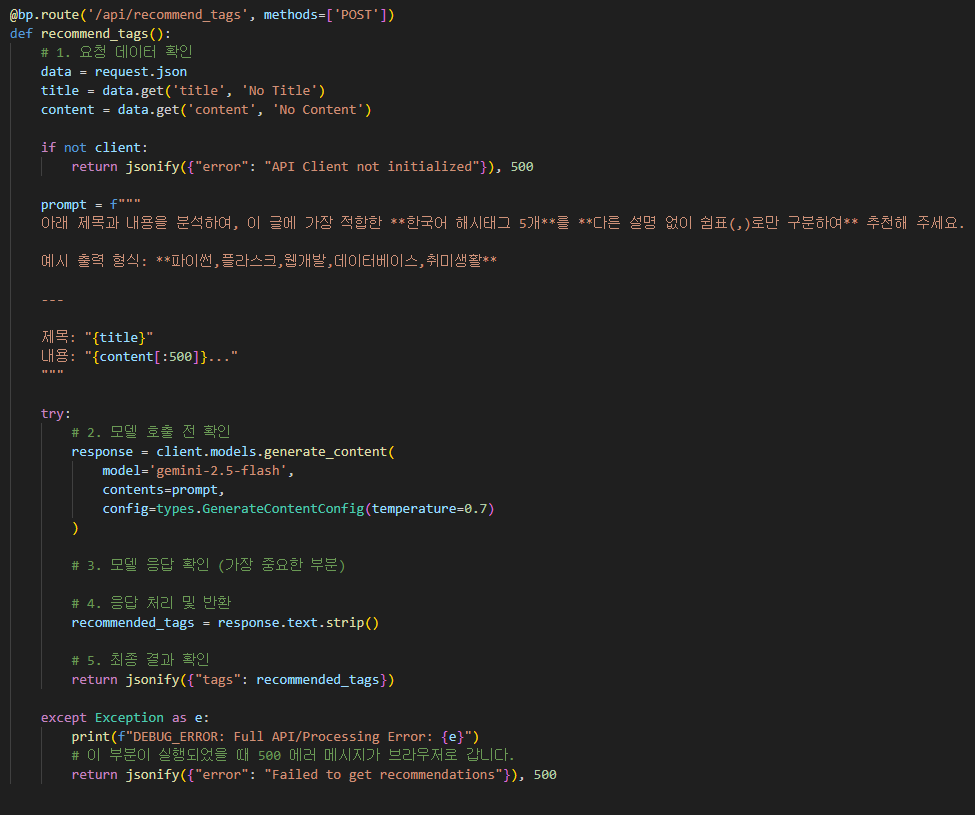 @bp.route('/api/recommend_tags', methods=['POST'])
def recommend_tags():
    # 1. 요청 데이터 확인
    data = request.json
    title = data.get('title', 'No Title')
    content = data.get('content', 'No Content')

    if not client:
        return jsonify({"error": "API Client not initialized"}), 500

    prompt = f"""
    아래 제목과 내용을 분석하여, 이 글에 가장 적합한 **한국어 해시태그 5개**를 **다른 설명 없이 쉼표(,)로만 구분하여** 추천해 주세요.

    예시 출력 형식: **파이썬,플라스크,웹개발,데이터베이스,취미생활**

    ---

    제목: "{title}"
    내용: "{content[:500]}..."
    """

    try:
        # 2. 모델 호출 전 확인
        response = client.models.generate_content(
            model='gemini-2.5-flash',
            contents=prompt,
            config=types.GenerateContentConfig(temperature=0.7)
        )

        # 3. 모델 응답 확인 (가장 중요한 부분)

        # 4. 응답 처리 및 반환
        recommended_tags = response.text.strip()

        # 5. 최종 결과 확인
        return jsonify({"tags": recommended_tags})

    except Exception as e:
        print(f"DEBUG_ERROR: Full API/Processing Error: {e}")
        # 이 부분이 실행되었을 때 500 에러 메시지가 브라우저로 갑니다.
        return jsonify({"error": "Failed to get recommendations"}), 500